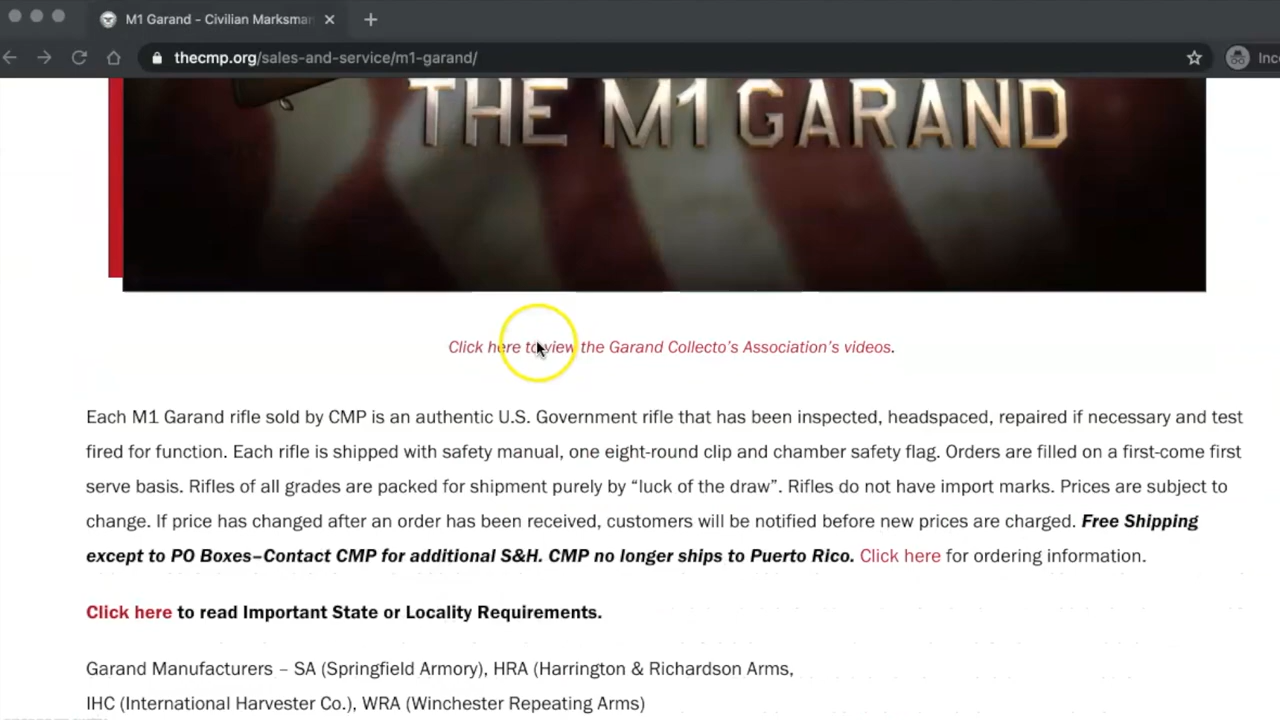 M1 Garand - Civilian Marksman
thecmp.org/sales-and-service/m1-garand/
THE M1 GARAND
Click here to view the Garand Collecto's Association's videos.
Each M1 Garand rifle sold by CMP is an authentic U.S. Government rifle that has been inspected, headspaced, repaired if necessary and test
fired for function. Each rifle is shipped with safety manual, one eight-round clip and chamber safety flag. Orders are filled on a first-come first
serve basis. Rifles of all grades are packed for shipment purely by “luck of the draw”. Rifles do not have import marks. Prices are subject to
change. If price has changed after an order has been received, customers will be notified before new prices are charged. Free Shipping
except to PO Boxes–Contact CMP for additional S&H. CMP no longer ships to Puerto Rico. Click here for ordering information.
Click here to read Important State or Locality Requirements.
Garand Manufacturers – SA (Springfield Armory), HRA (Harrington & Richardson Arms,
IHC (International Harvester Co.), WRA (Winchester Repeating Arms)